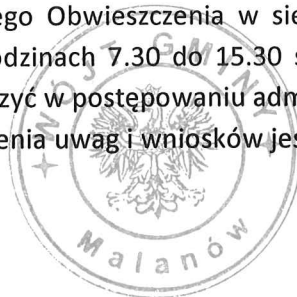 ego Obwieszczenia w sie
odzinach 7.30 do 15.30 s
zyć w postępowaniu adm
enia uwag i wniosków jes
WÓJT GMINY
Malanów